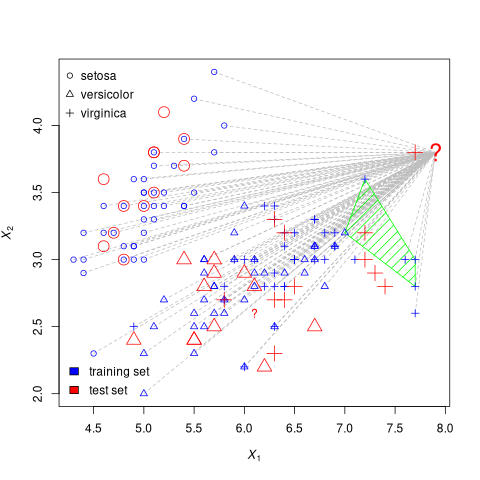 setosa
versicolor
virginica
?
?
training set
test set
X2
2.0
2.5
3.0
3.5
4.0
4.5
5.0
5.5
6.0
6.5
7.0
7.5
8.0
X1